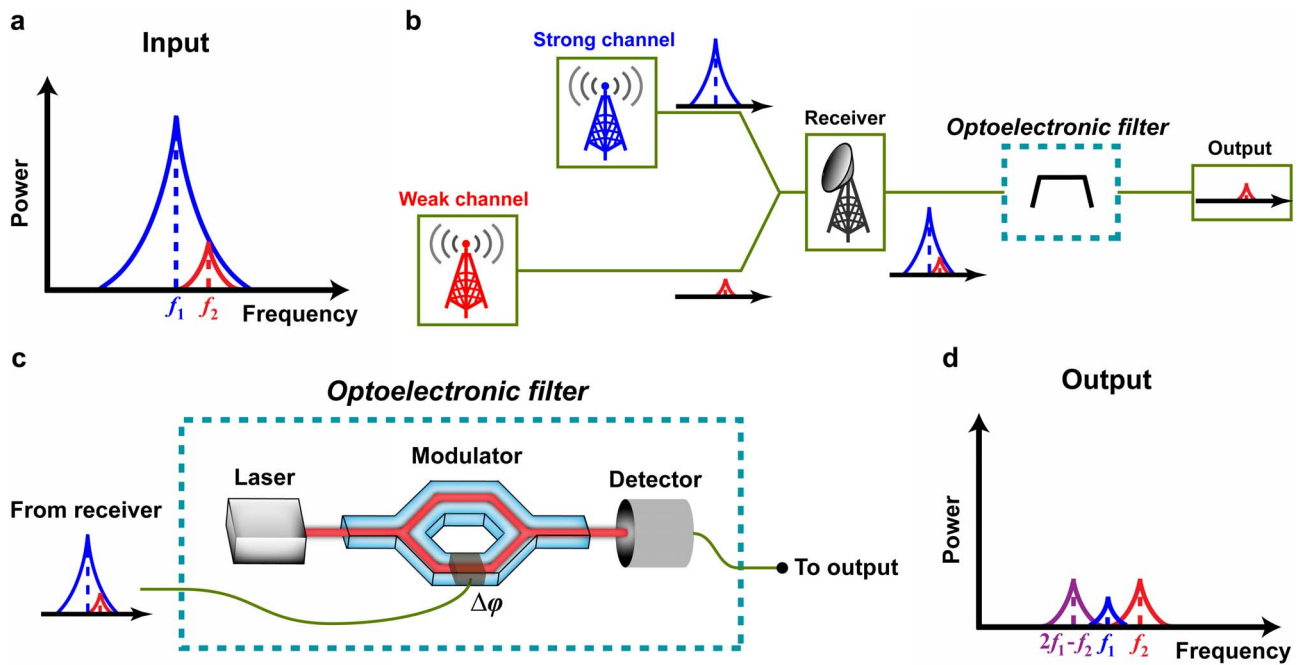 a
Input
Power
f₁ f₂ Frequency
b
Strong channel
Weak channel
Receiver
Optoelectronic filter
Output
c
Optoelectronic filter
From receiver
Laser
Modulator
Detector
Δφ
To output
d
Output
Power
2f₁-f₂ f₁ f₂ Frequency